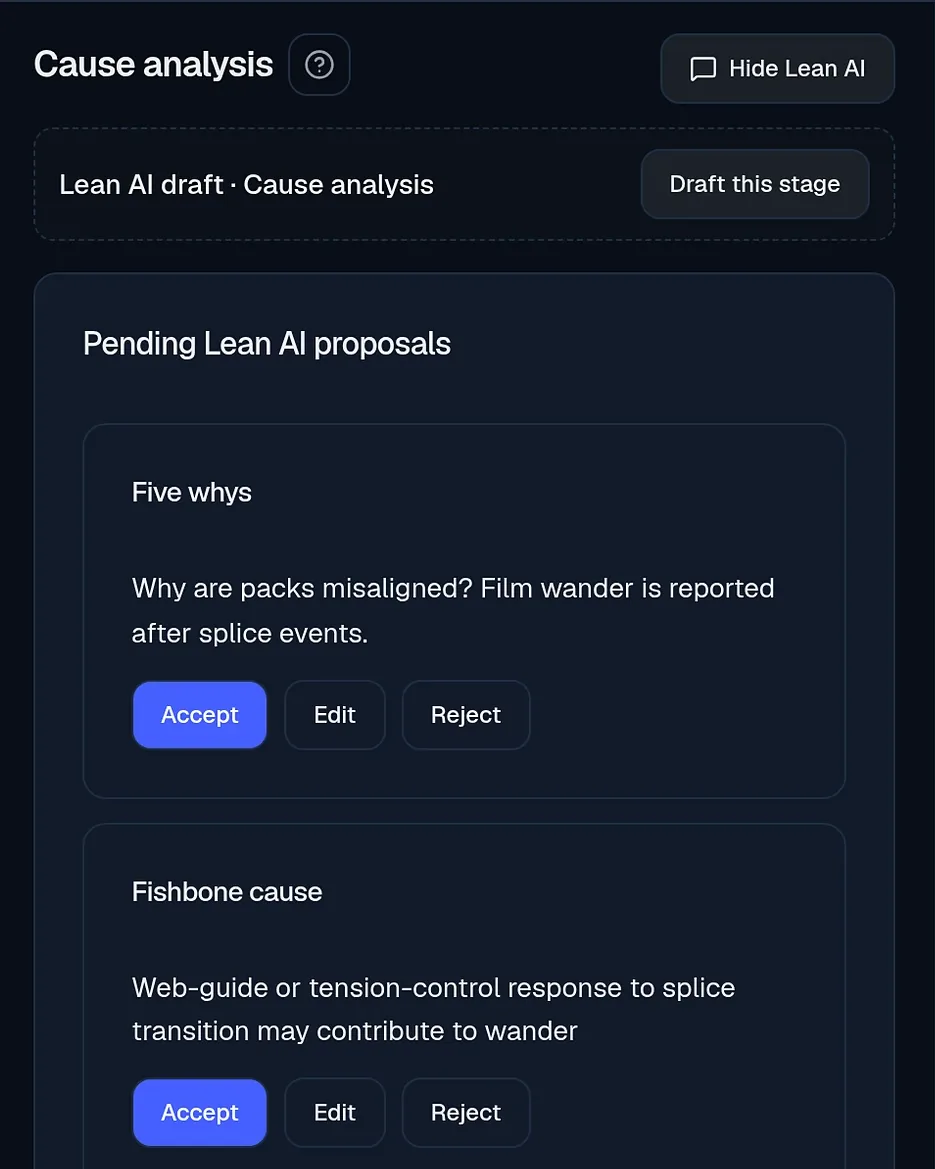 Cause analysis
Hide Lean AI
Lean AI draft · Cause analysis
Draft this stage
Pending Lean AI proposals
Five whys
Why are packs misaligned? Film wander is reported
after splice events.
Accept
Edit
Reject
Fishbone cause
Web-guide or tension-control response to splice
transition may contribute to wander
Accept
Edit
Reject